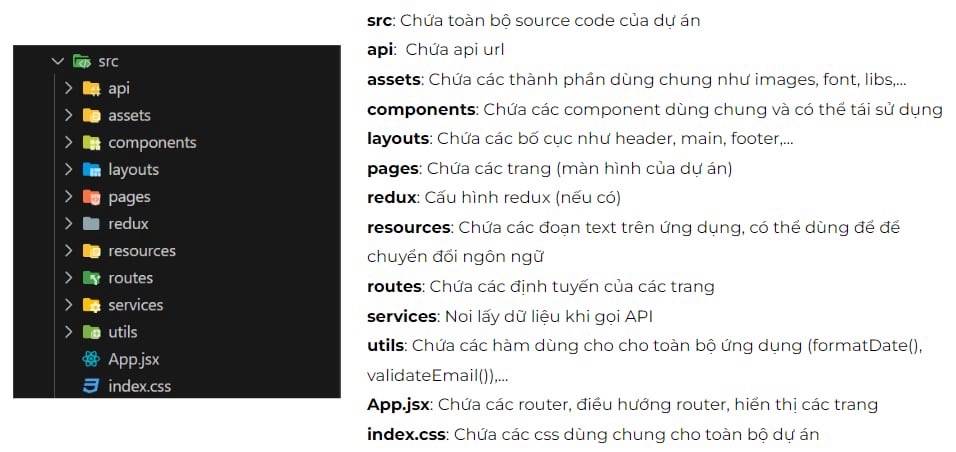 src
api
assets
components
layouts
pages
redux
resources
routes
services
utils
App.jsx
index.css
src: Chứa toàn bộ source code của dự án
api: Chứa api url
assets: Chứa các thành phần dùng chung như images, font, libs,...
components: Chứa các component dùng chung và có thể tái sử dụng
layouts: Chứa các bố cục như header, main, footer,...
pages: Chứa các trang (màn hình của dự án)
redux: Cấu hình redux (nếu có)
resources: Chứa các đoạn text trên ứng dụng, có thể dùng để để
chuyển đổi ngôn ngữ
routes: Chứa các định tuyến của các trang
services: Noi lấy dữ liệu khi gọi API
utils: Chứa các hàm dùng cho cho toàn bộ ứng dụng (formatDate(),
validateEmail()),...
App.jsx: Chứa các router, điều hướng router, hiển thị các trang
index.css: Chứa các css dùng chung cho toàn bộ dự án